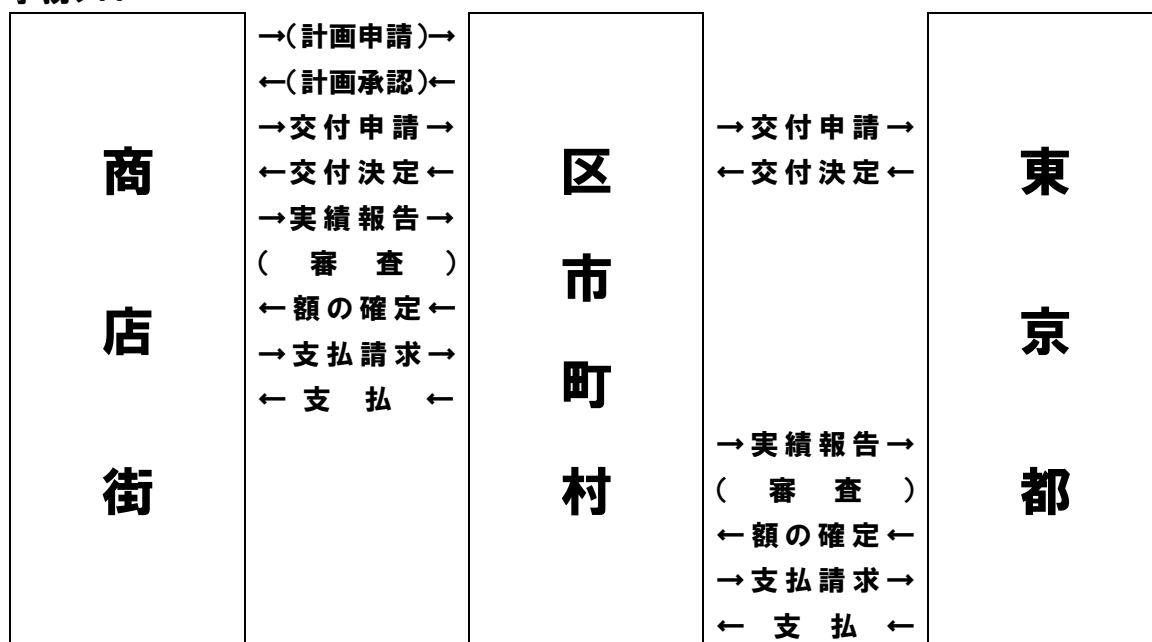 商店街
→(計画申請)→
←(計画承認)←
→交付申請→
←交付決定←
→実績報告→
(審査)
←額の確定←
→支払請求→
←支払←
区市町村
→交付申請→
←交付決定←
→実績報告→
(審査)
←額の確定←
→支払請求→
←支払←
東京都